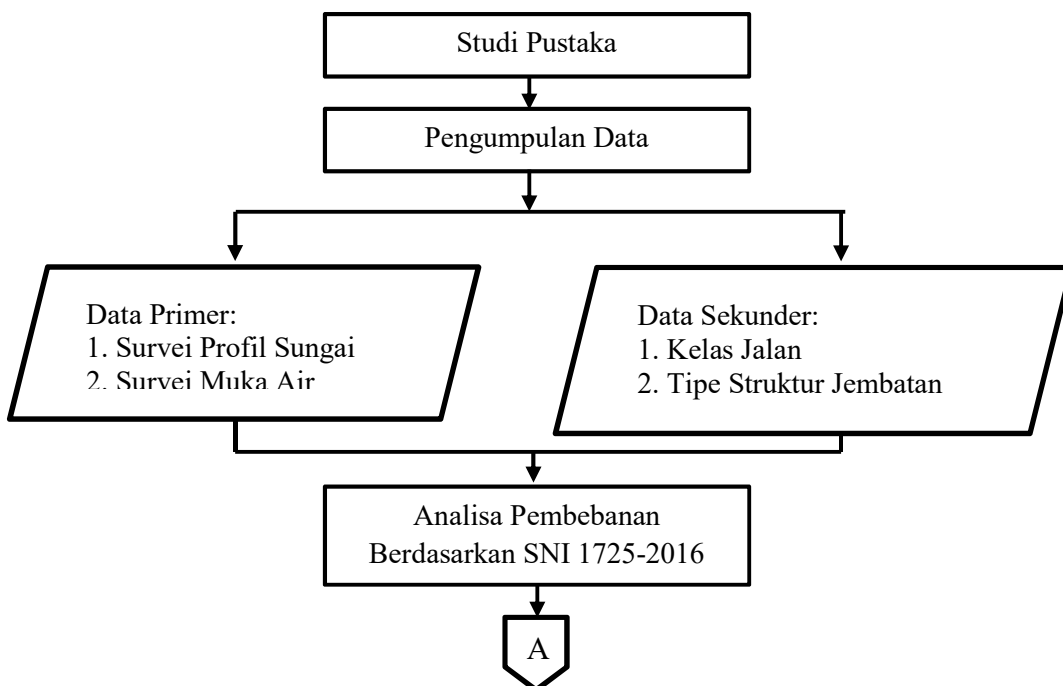 Studi Pustaka
Pengumpulan Data
Data Primer:
1. Survei Profil Sungai
2. Survei Muka Air
Data Sekunder:
1. Kelas Jalan
2. Tipe Struktur Jembatan
Analisa Pembebanan
Berdasarkan SNI 1725-2016
A